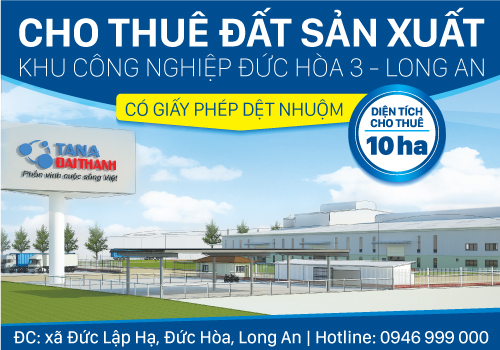 CHO THUÊ ĐẤT SẢN XUẤT
KHU CÔNG NGHIỆP ĐỨC HÒA 3 – LONG AN
CÓ GIẤY PHÉP DỆT NHUỘM
DIỆN TÍCH
CHO THUÊ
10 ha
TANA
ĐẠI THÀNH
Phồn vinh cuộc sống Việt
ĐC: xã Đức Lập Hạ, Đức Hòa, Long An | Hotline: 0946 999 000